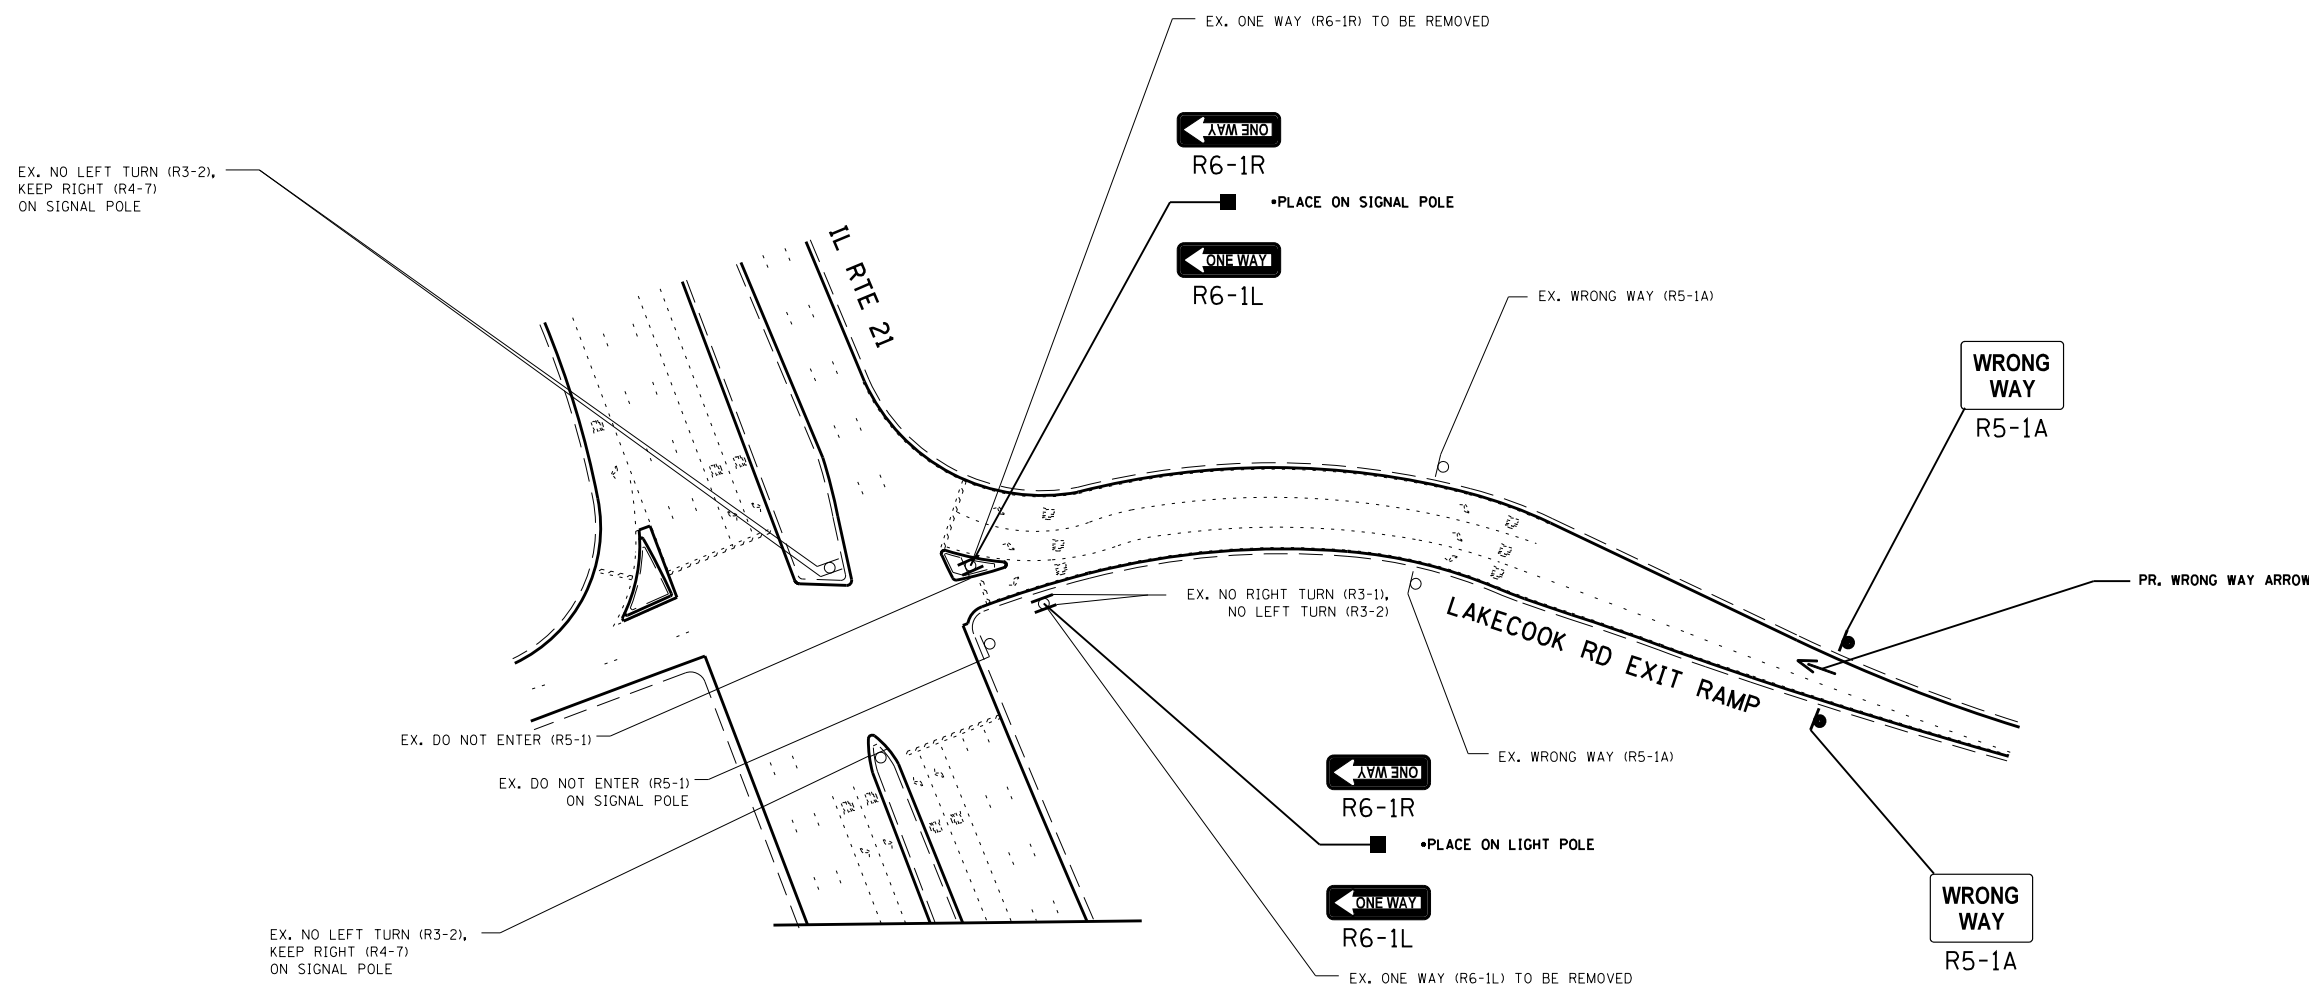 EX. ONE WAY (R6-1R) TO BE REMOVED
ONE WAY
R6-1R
EX. NO LEFT TURN (R3-2),
KEEP RIGHT (R4-7)
ON SIGNAL POLE
•PLACE ON SIGNAL POLE
IL RTE 21
ONE WAY
R6-1L
EX. WRONG WAY (R5-1A)
WRONG
WAY
R5-1A
PR. WRONG WAY ARROW
EX. NO RIGHT TURN (R3-1),
NO LEFT TURN (R3-2)
LAKECOOK RD EXIT RAMP
EX. DO NOT ENTER (R5-1)
EX. WRONG WAY (R5-1A)
EX. DO NOT ENTER (R5-1)
ON SIGNAL POLE
ONE WAY
R6-1R
•PLACE ON LIGHT POLE
ONE WAY
R6-1L
WRONG
WAY
R5-1A
EX. NO LEFT TURN (R3-2),
KEEP RIGHT (R4-7)
ON SIGNAL POLE
EX. ONE WAY (R6-1L) TO BE REMOVED